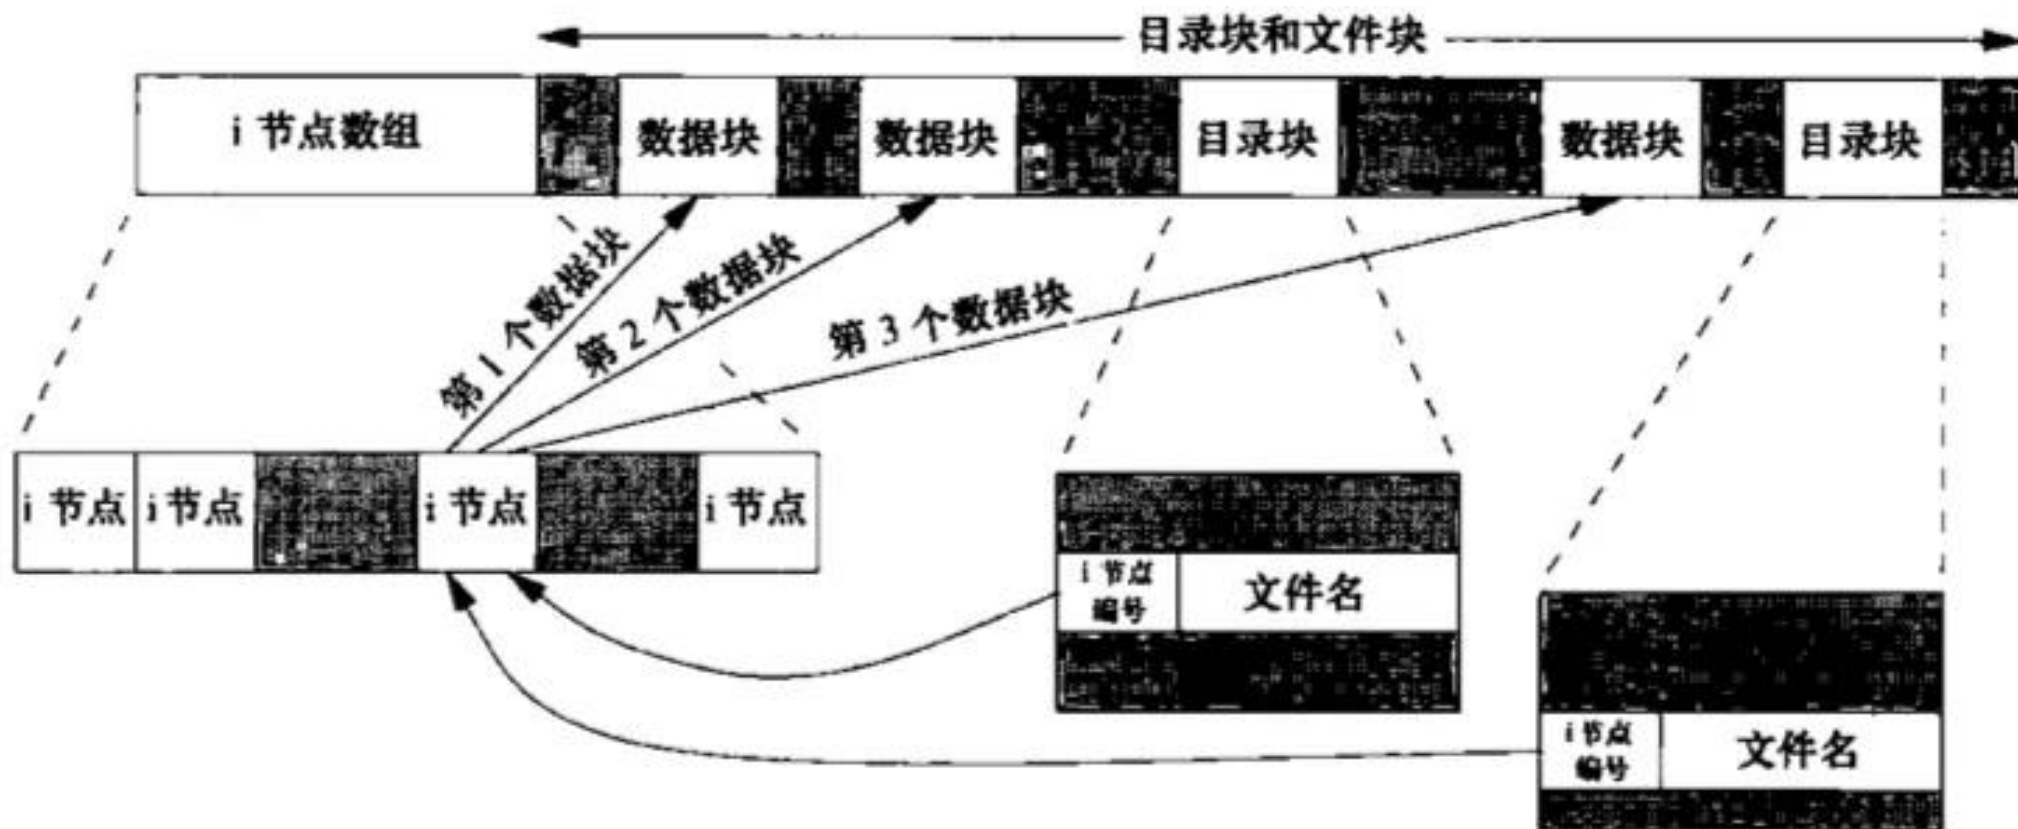 目录块和文件块
i 节点数组
数据块
数据块
目录块
数据块
目录块
第 1 个数据块
第 2 个数据块
第 3 个数据块
i 节点
i 节点
i 节点
i 节点
i 节点
编号
文件名
i 节点
编号
文件名